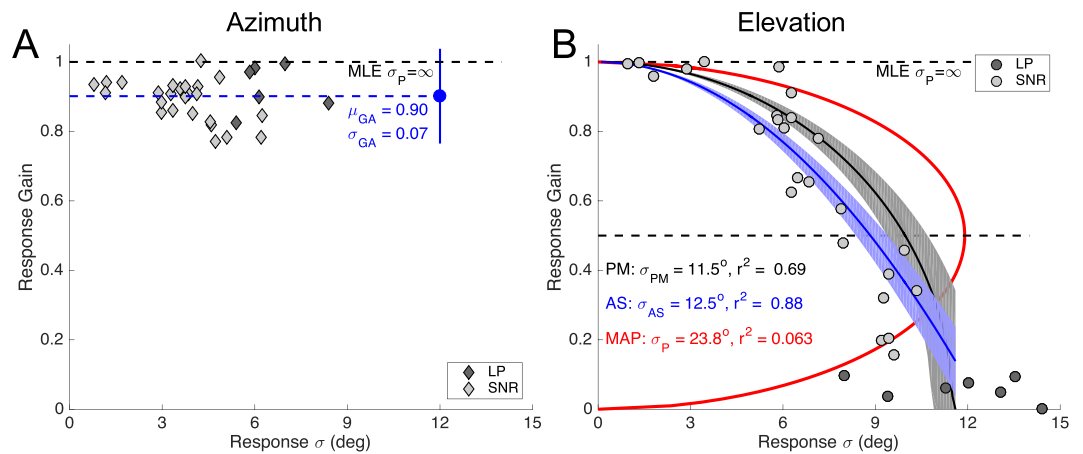 Azimuth
Elevation
A
B
1
0.8
0.6
0.4
0.2
0
Response Gain
MLE σP=∞
μGA = 0.90
σGA = 0.07
LP
SNR
0
3
6
9
12
15
Response σ (deg)
1
0.8
0.6
0.4
0.2
0
Response Gain
LP
SNR
MLE σP=∞
PM: σPM = 11.5°, r² = 0.69
AS: σAS = 12.5°, r² = 0.88
MAP: σP = 23.8°, r² = 0.063
0
3
6
9
12
15
Response σ (deg)